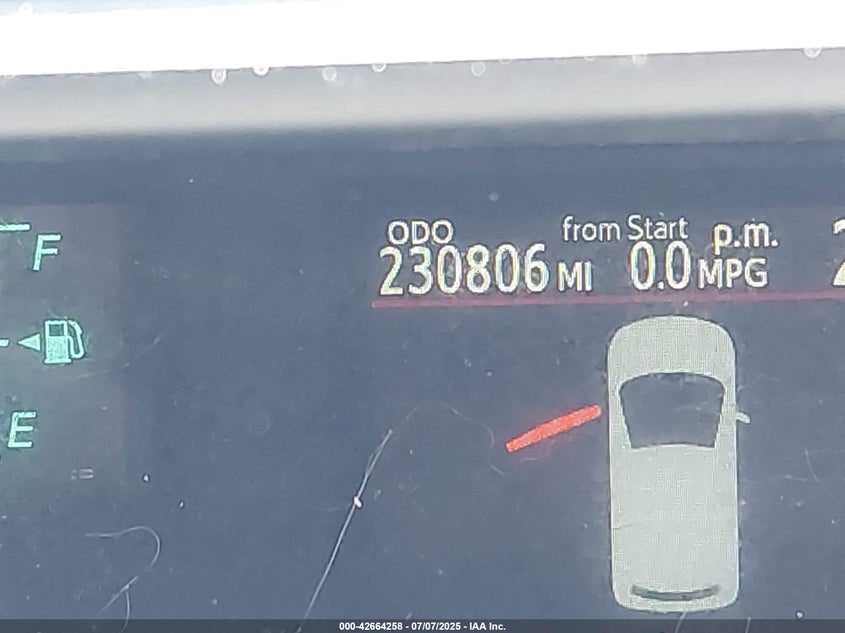 F
ODO from Start p.m.
230806 MI 0.0 MPG
E
000-42664258 - 07/07/2025 - IAA Inc.